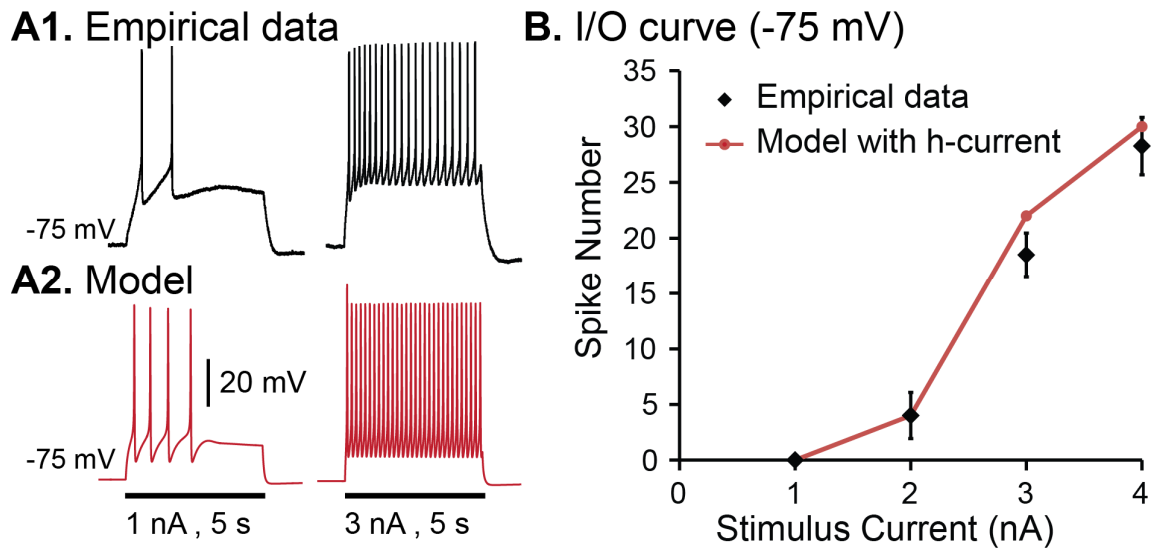 A1. Empirical data
-75 mV
A2. Model
20 mV
-75 mV
1 nA , 5 s
3 nA , 5 s
B. I/O curve (-75 mV)
35
30
25
20
15
10
5
0
Spike Number
Empirical data
Model with h-current
0
1
2
3
4
Stimulus Current (nA)